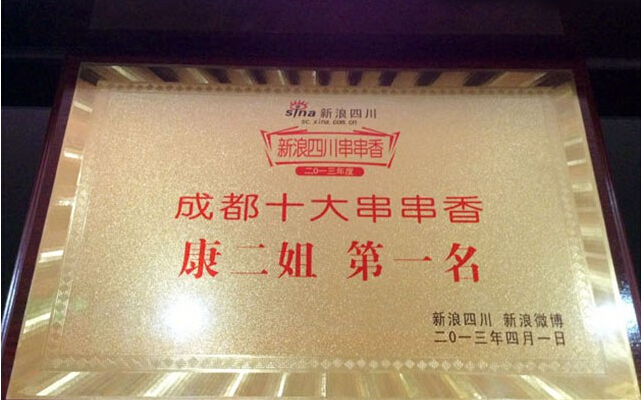 sina 新浪四川
sc.sina.com.cn
新浪四川串串香
二〇一三年度
成都十大串串香
康二姐 第一名
新浪四川 新浪微博
二〇一三年四月一日